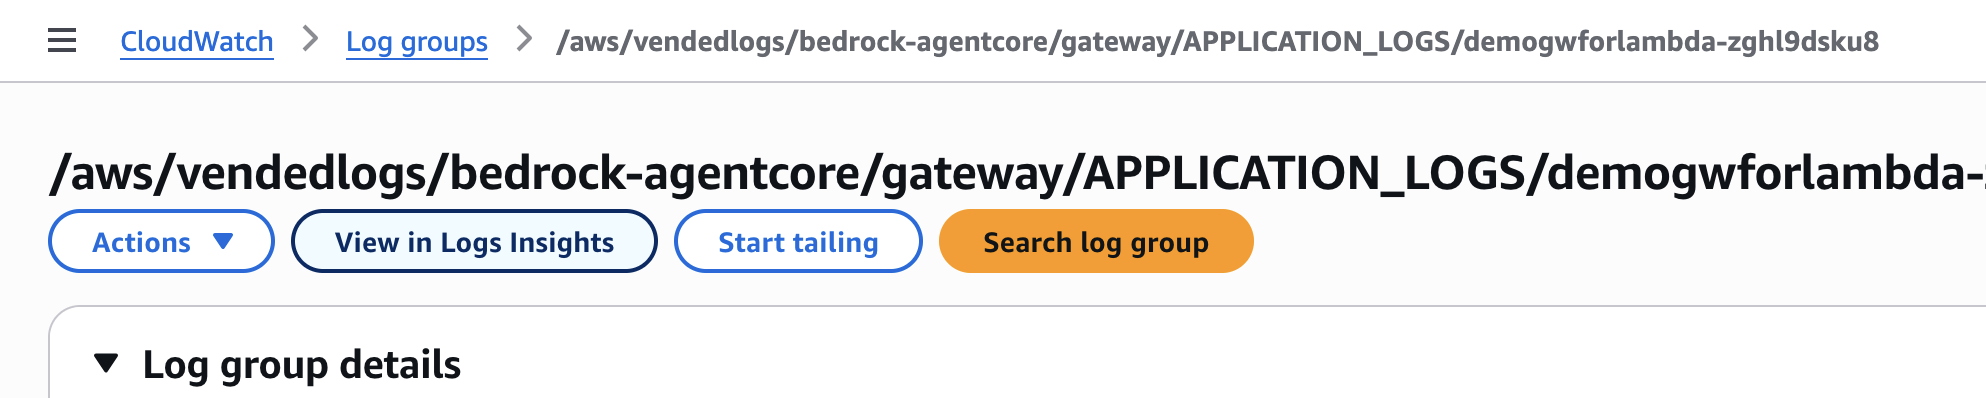 CloudWatch > Log groups > /aws/vendedlogs/bedrock-agentcore/gateway/APPLICATION_LOGS/demogwforlambda-zghl9dsku8
/aws/vendedlogs/bedrock-agentcore/gateway/APPLICATION_LOGS/demogwforlambda-
Actions View in Logs Insights Start tailing Search log group
Log group details